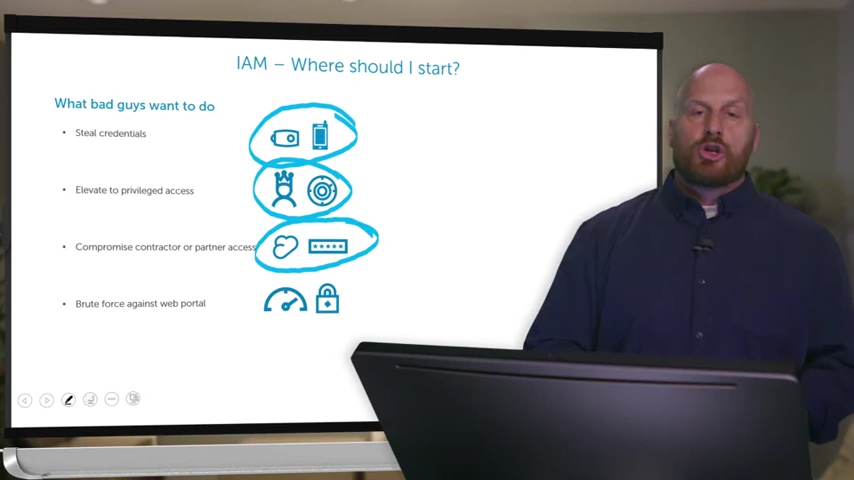 IAM – Where should I start?
What bad guys want to do
• Steal credentials
• Elevate to privileged access
• Compromise contractor or partner access
*****
• Brute force against web portal